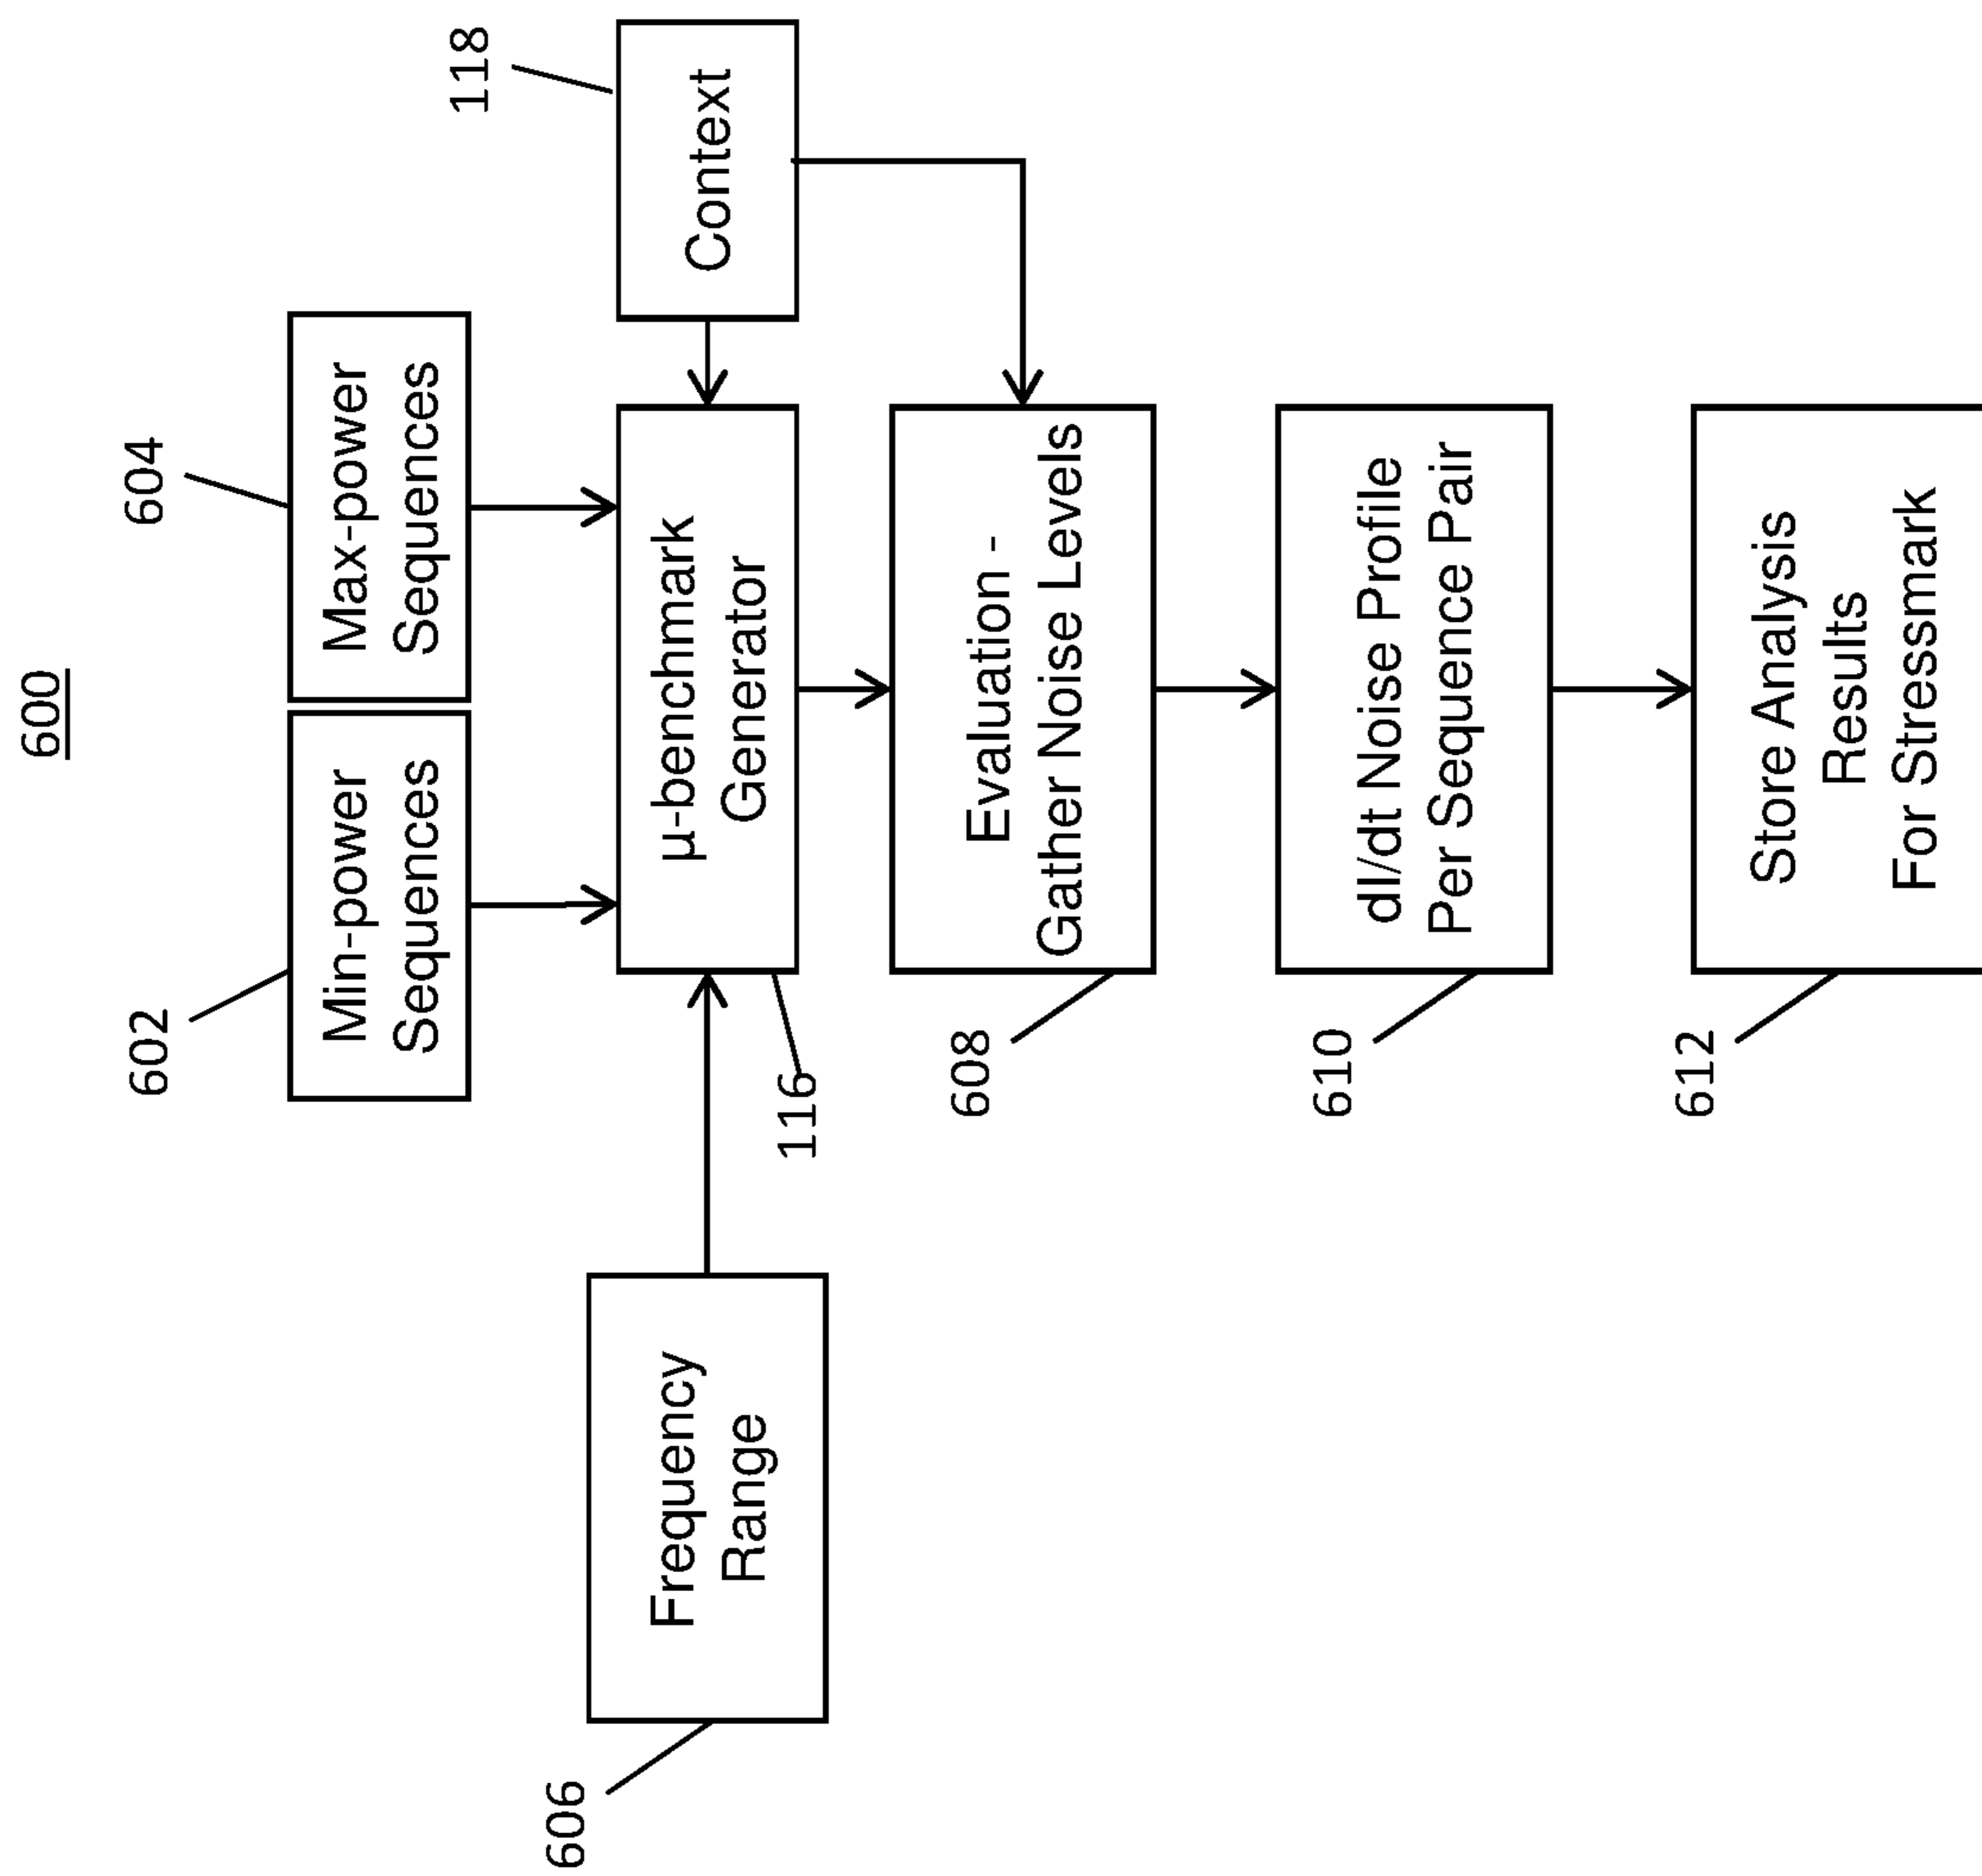 600
602
Min-power
Sequences
604
Max-power
Sequences
606
Frequency
Range
µ-benchmark
Generator
116
118
Context
Evaluation -
Gather Noise Levels
608
dI/dt Noise Profile
Per Sequence Pair
610
Store Analysis
Results
For Stressmark
612